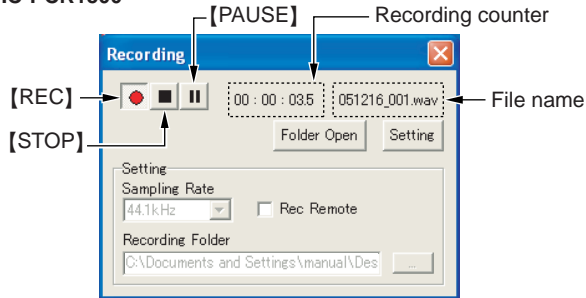 【PAUSE】
Recording counter
Recording
【REC】
00 : 00 : 03.5
051216_001.wav
File name
【STOP】
Folder Open
Setting
Setting
Sampling Rate
44.1kHz
Rec Remote
Recording Folder
C:\Documents and Settings\manual\Des
...